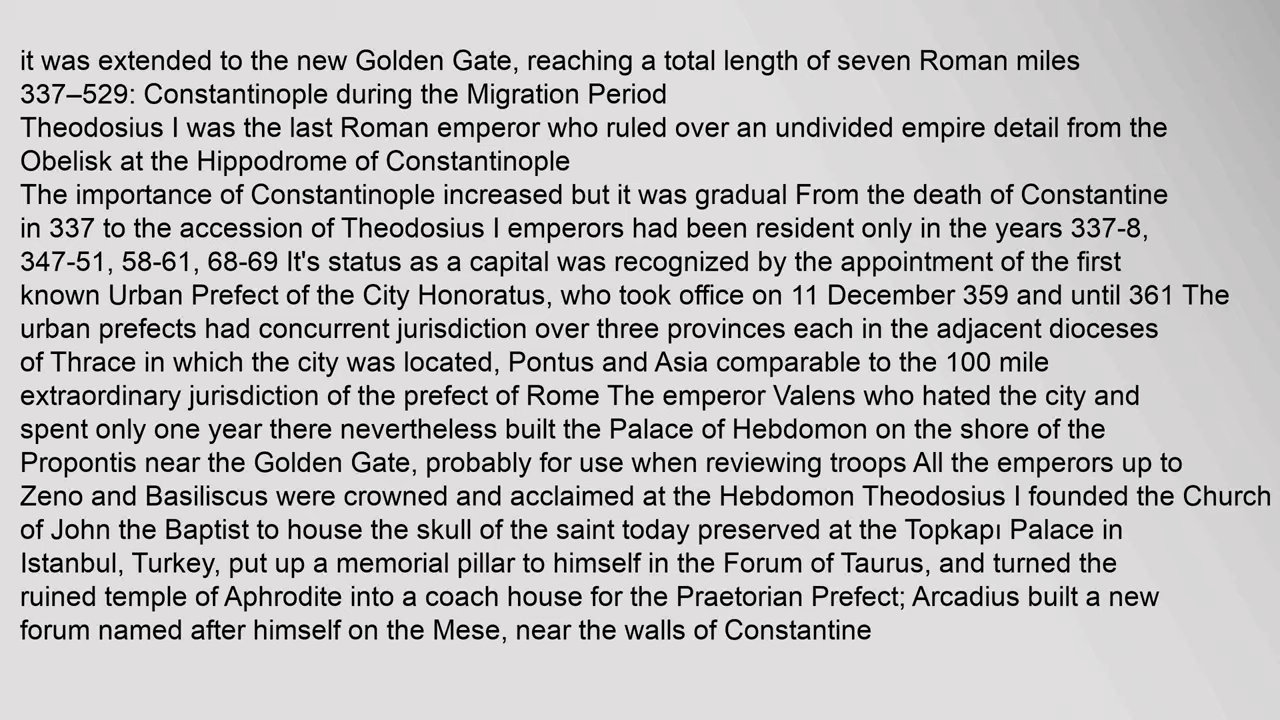 it was extended to the new Golden Gate, reaching a total length of seven Roman miles
337–529: Constantinople during the Migration Period
Theodosius I was the last Roman emperor who ruled over an undivided empire detail from the
Obelisk at the Hippodrome of Constantinople
The importance of Constantinople increased but it was gradual From the death of Constantine
in 337 to the accession of Theodosius I emperors had been resident only in the years 337-8,
347-51, 58-61, 68-69 It's status as a capital was recognized by the appointment of the first
known Urban Prefect of the City Honoratus, who took office on 11 December 359 and until 361 The
urban prefects had concurrent jurisdiction over three provinces each in the adjacent dioceses
of Thrace in which the city was located, Pontus and Asia comparable to the 100 mile
extraordinary jurisdiction of the prefect of Rome The emperor Valens who hated the city and
spent only one year there nevertheless built the Palace of Hebdomon on the shore of the
Propontis near the Golden Gate, probably for use when reviewing troops All the emperors up to
Zeno and Basiliscus were crowned and acclaimed at the Hebdomon Theodosius I founded the Church
of John the Baptist to house the skull of the saint today preserved at the Topkapı Palace in
Istanbul, Turkey, put up a memorial pillar to himself in the Forum of Taurus, and turned the
ruined temple of Aphrodite into a coach house for the Praetorian Prefect; Arcadius built a new
forum named after himself on the Mese, near the walls of Constantine